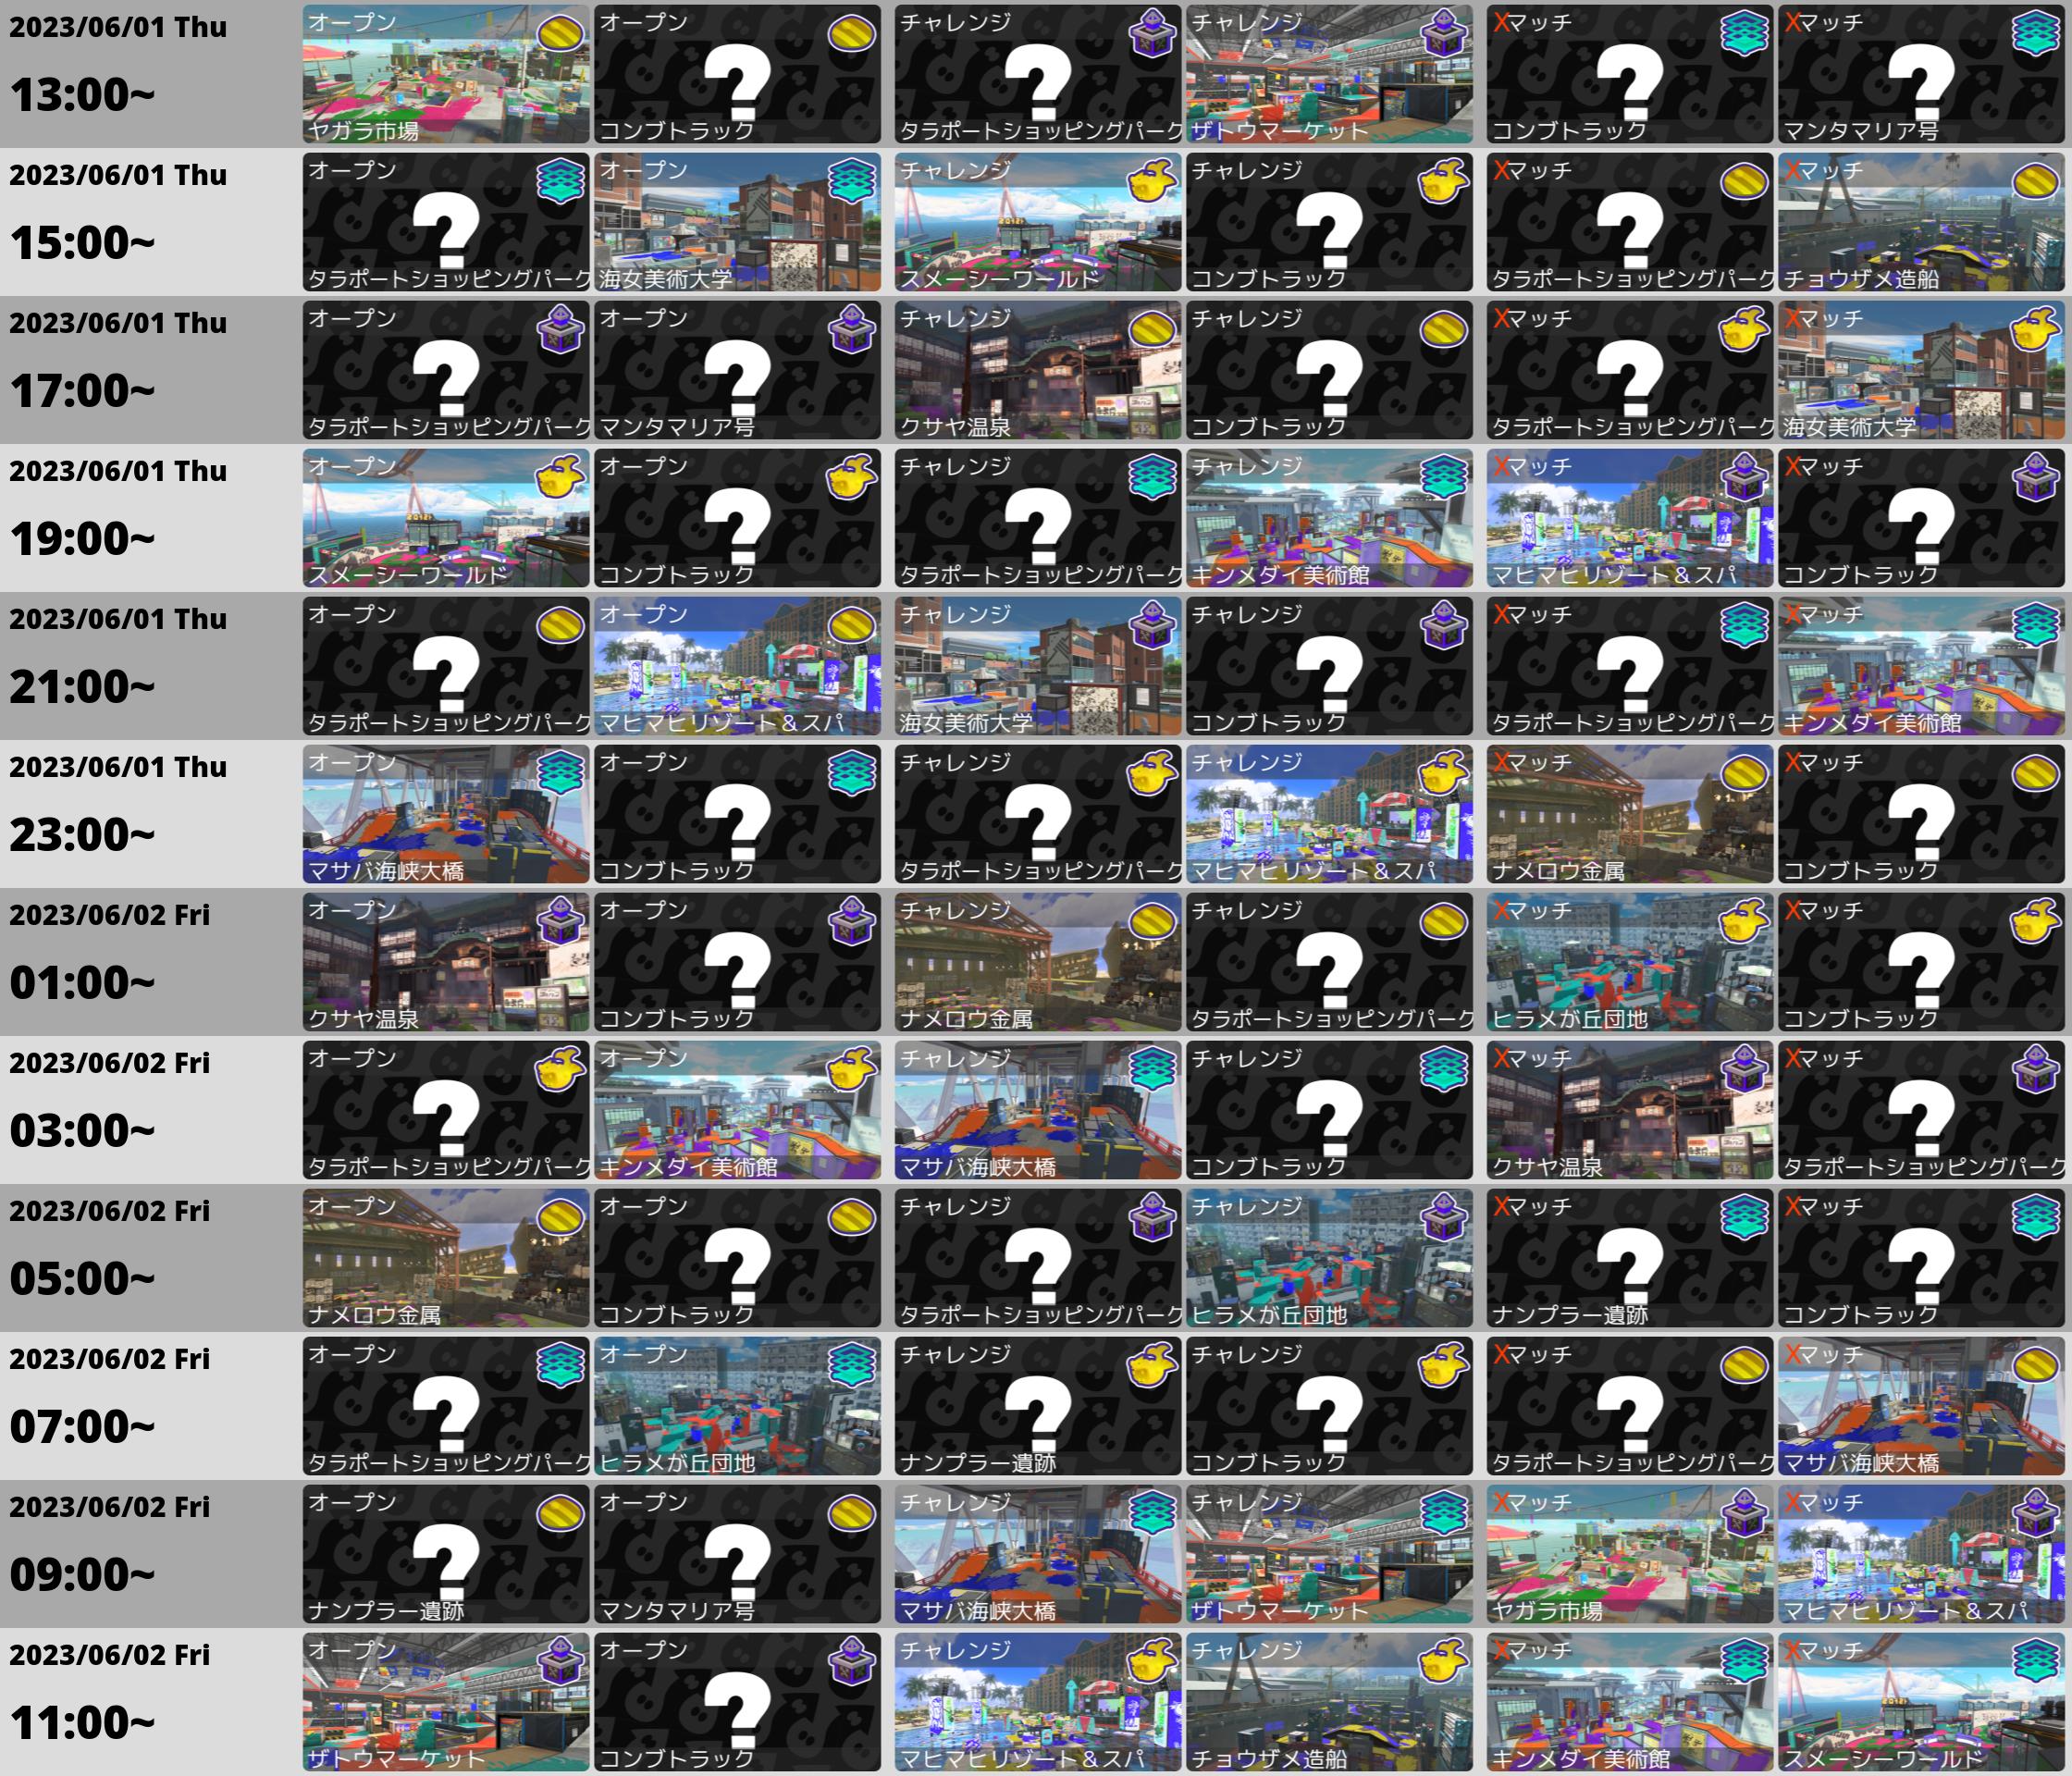 2023/06/01 Thu
13:00~
オープン オープン チャレンジ チャレンジ Xマッチ Xマッチ
ヤガラ市場 コンブトラック タラポートショッピングパーク ザトウマーケット コンブトラック マンタマリア号
2023/06/01 Thu
15:00~
オープン オープン チャレンジ チャレンジ Xマッチ Xマッチ
タラポートショッピングパーク 海女美術大学 スメーシーワールド コンブトラック タラポートショッピングパーク チョウザメ造船
2023/06/01 Thu
17:00~
オープン オープン チャレンジ チャレンジ Xマッチ Xマッチ
タラポートショッピングパーク マンタマリア号 クサヤ温泉 コンブトラック タラポートショッピングパーク 海女美術大学
2023/06/01 Thu
19:00~
オープン オープン チャレンジ チャレンジ Xマッチ Xマッチ
スメーシーワールド コンブトラック タラポートショッピングパーク キンメダイ美術館 マヒマヒリゾート&スパ コンブトラック
2023/06/01 Thu
21:00~
オープン オープン チャレンジ チャレンジ Xマッチ Xマッチ
タラポートショッピングパーク マヒマヒリゾート&スパ 海女美術大学 コンブトラック タラポートショッピングパーク キンメダイ美術館
2023/06/01 Thu
23:00~
オープン オープン チャレンジ チャレンジ Xマッチ Xマッチ
マサバ海峡大橋 コンブトラック タラポートショッピングパーク マヒマヒリゾート&スパ ナメロウ金属 コンブトラック
2023/06/02 Fri
01:00~
オープン オープン チャレンジ チャレンジ Xマッチ Xマッチ
クサヤ温泉 コンブトラック ナメロウ金属 タラポートショッピングパーク ヒラメが丘団地 コンブトラック
2023/06/02 Fri
03:00~
オープン オープン チャレンジ チャレンジ Xマッチ Xマッチ
タラポートショッピングパーク キンメダイ美術館 マサバ海峡大橋 コンブトラック クサヤ温泉 タラポートショッピングパーク
2023/06/02 Fri
05:00~
オープン オープン チャレンジ チャレンジ Xマッチ Xマッチ
ナメロウ金属 コンブトラック タラポートショッピングパーク ヒラメが丘団地 ナンプラー遺跡 コンブトラック
2023/06/02 Fri
07:00~
オープン オープン チャレンジ チャレンジ Xマッチ Xマッチ
タラポートショッピングパーク ヒラメが丘団地 ナンプラー遺跡 コンブトラック タラポートショッピングパーク マサバ海峡大橋
2023/06/02 Fri
09:00~
オープン オープン チャレンジ チャレンジ Xマッチ Xマッチ
ナンプラー遺跡 マンタマリア号 マサバ海峡大橋 ザトウマーケット ヤガラ市場 マヒマヒリゾート&スパ
2023/06/02 Fri
11:00~
オープン オープン チャレンジ チャレンジ Xマッチ Xマッチ
ザトウマーケット コンブトラック マヒマヒリゾート&スパ チョウザメ造船 キンメダイ美術館 スメーシーワールド